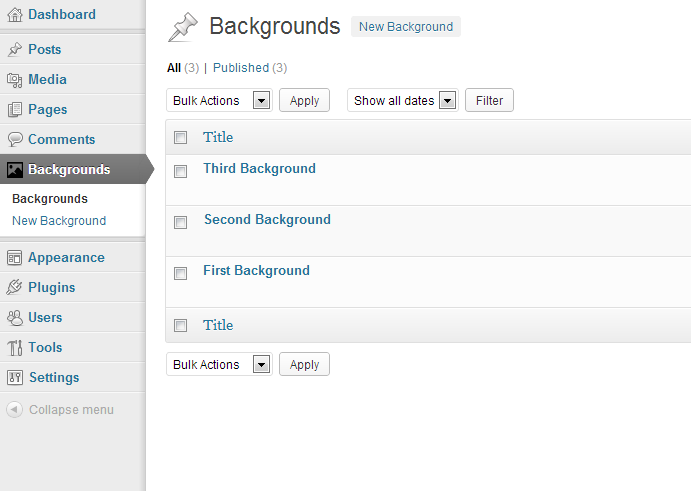 Dashboard
Posts
Media
Pages
Comments
Backgrounds
Backgrounds
New Background
Appearance
Plugins
Users
Tools
Settings
Collapse menu
Backgrounds New Background
All (3) | Published (3)
Bulk Actions Apply Show all dates Filter
Title
Third Background
Second Background
First Background
Title
Bulk Actions Apply